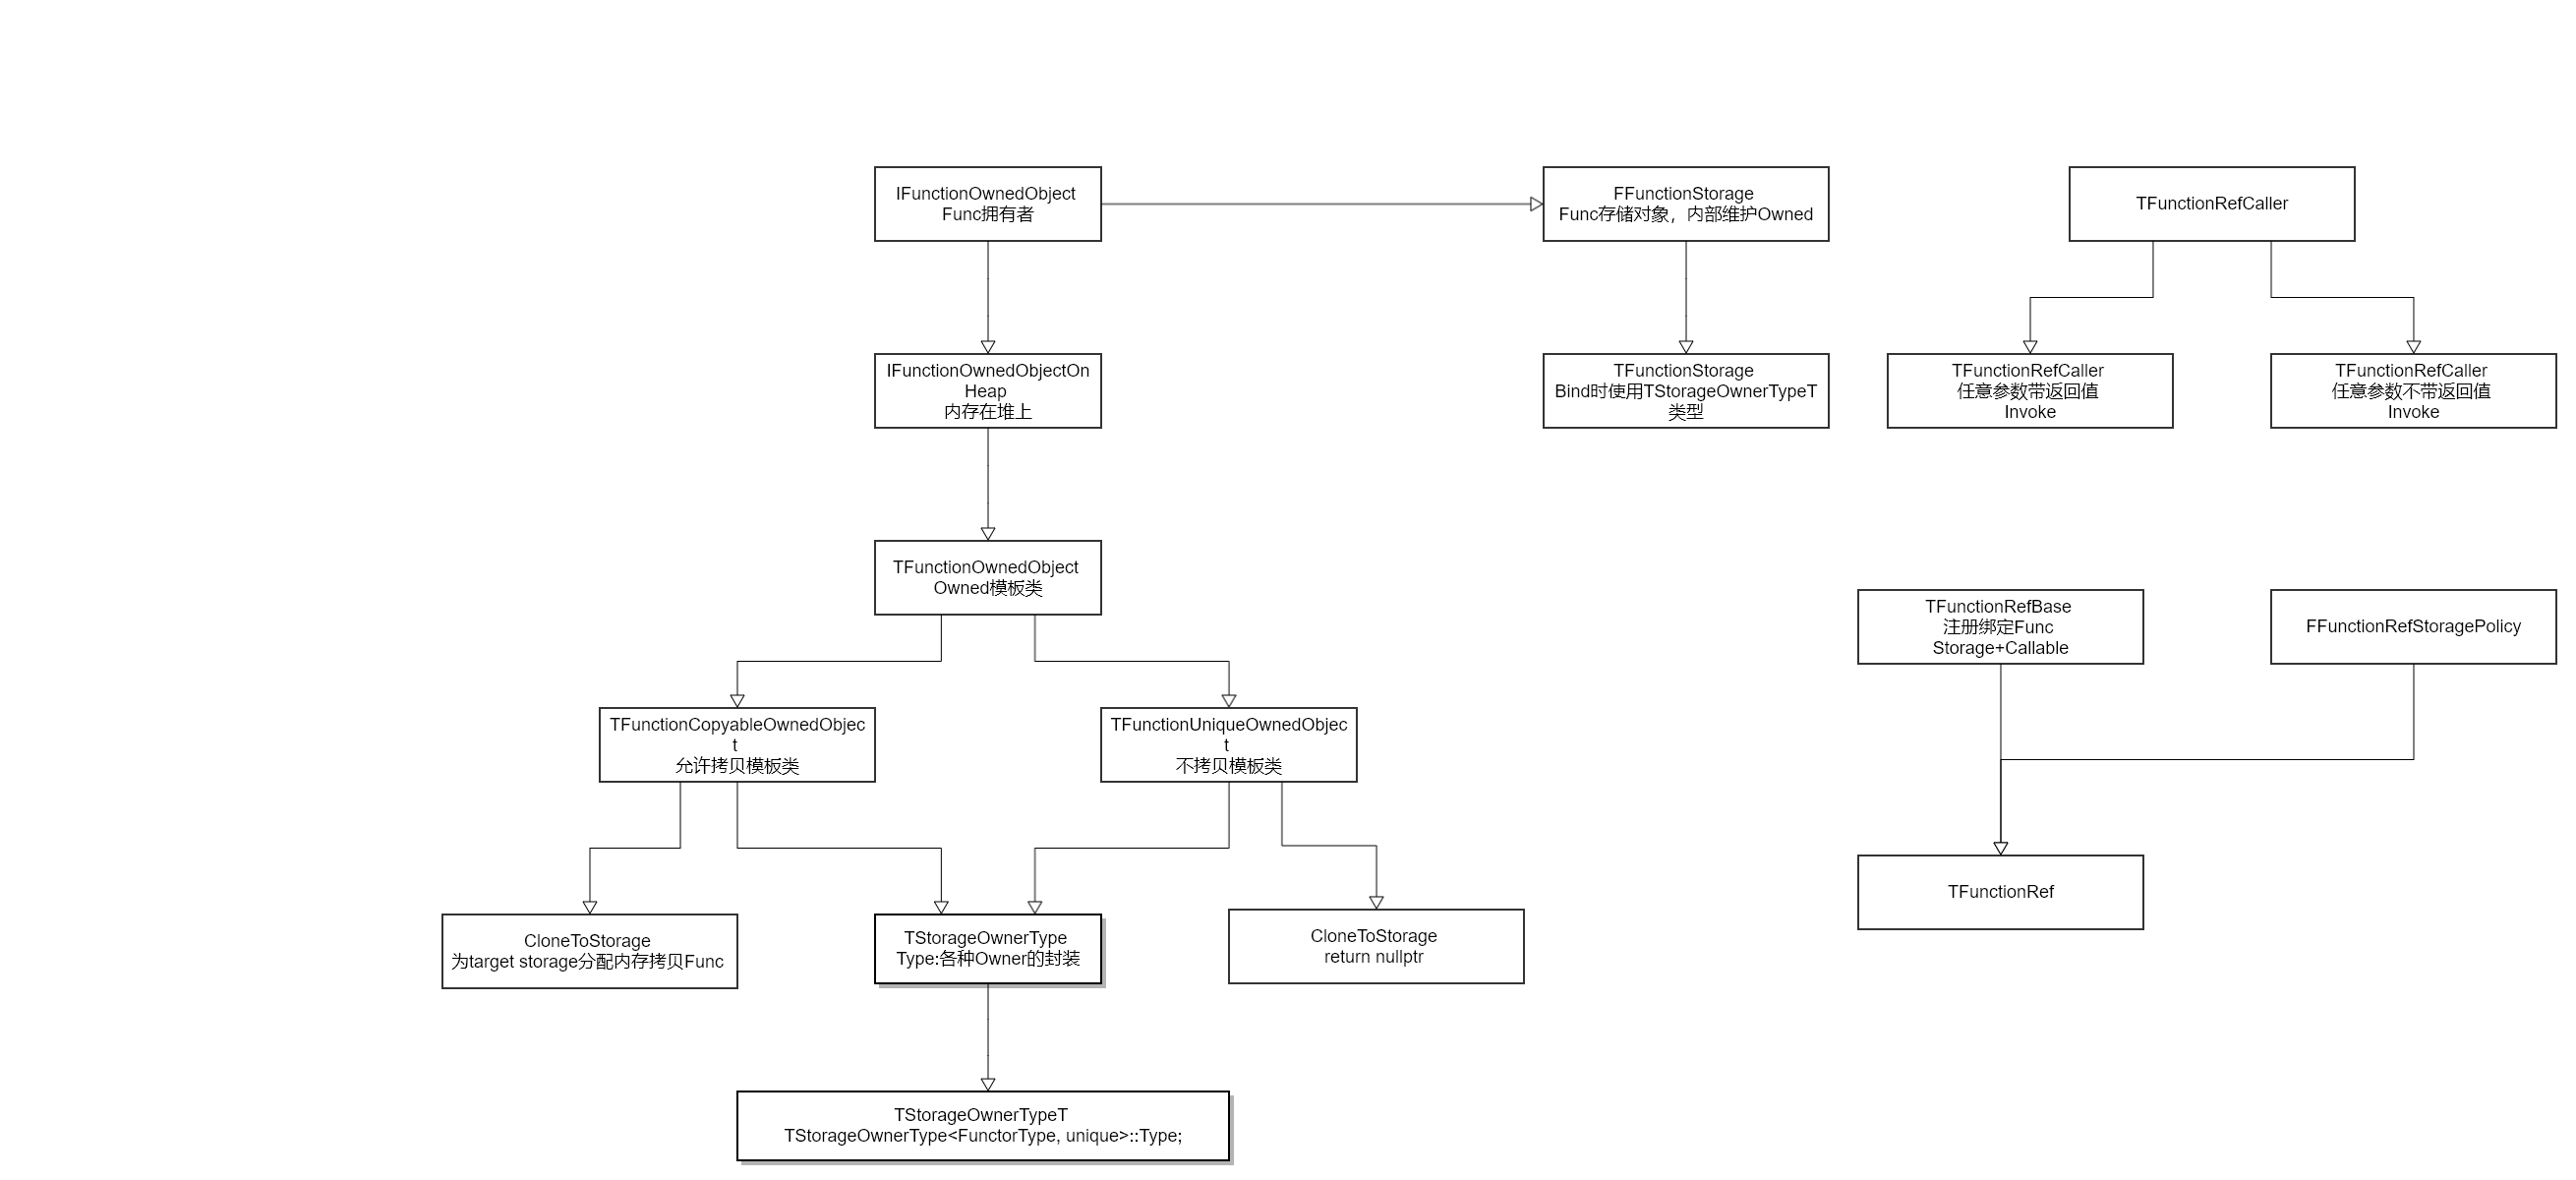 IFunctionOwnedObject
Func拥有者
FFunctionStorage
Func存储对象，内部维护Owned
TFunctionRefCaller
IFunctionOwnedObjectOn
Heap
内存在堆上
TFunctionStorage
Bind时使用TStorageOwnerTypeT
类型
TFunctionRefCaller
任意参数带返回值
Invoke
TFunctionRefCaller
任意参数不带返回值
Invoke
TFunctionOwnedObject
Owned模板类
TFunctionRefBase
注册绑定Func
Storage+Callable
FFunctionRefStoragePolicy
TFunctionCopyableOwnedObjec
t
允许拷贝模板类
TFunctionUniqueOwnedObjec
t
不拷贝模板类
TFunctionRef
CloneToStorage
为target storage分配内存拷贝Func
TStorageOwnerType
Type:各种Owner的封装
CloneToStorage
return nullptr
TStorageOwnerTypeT
TStorageOwnerType<FunctorType, unique>::Type;